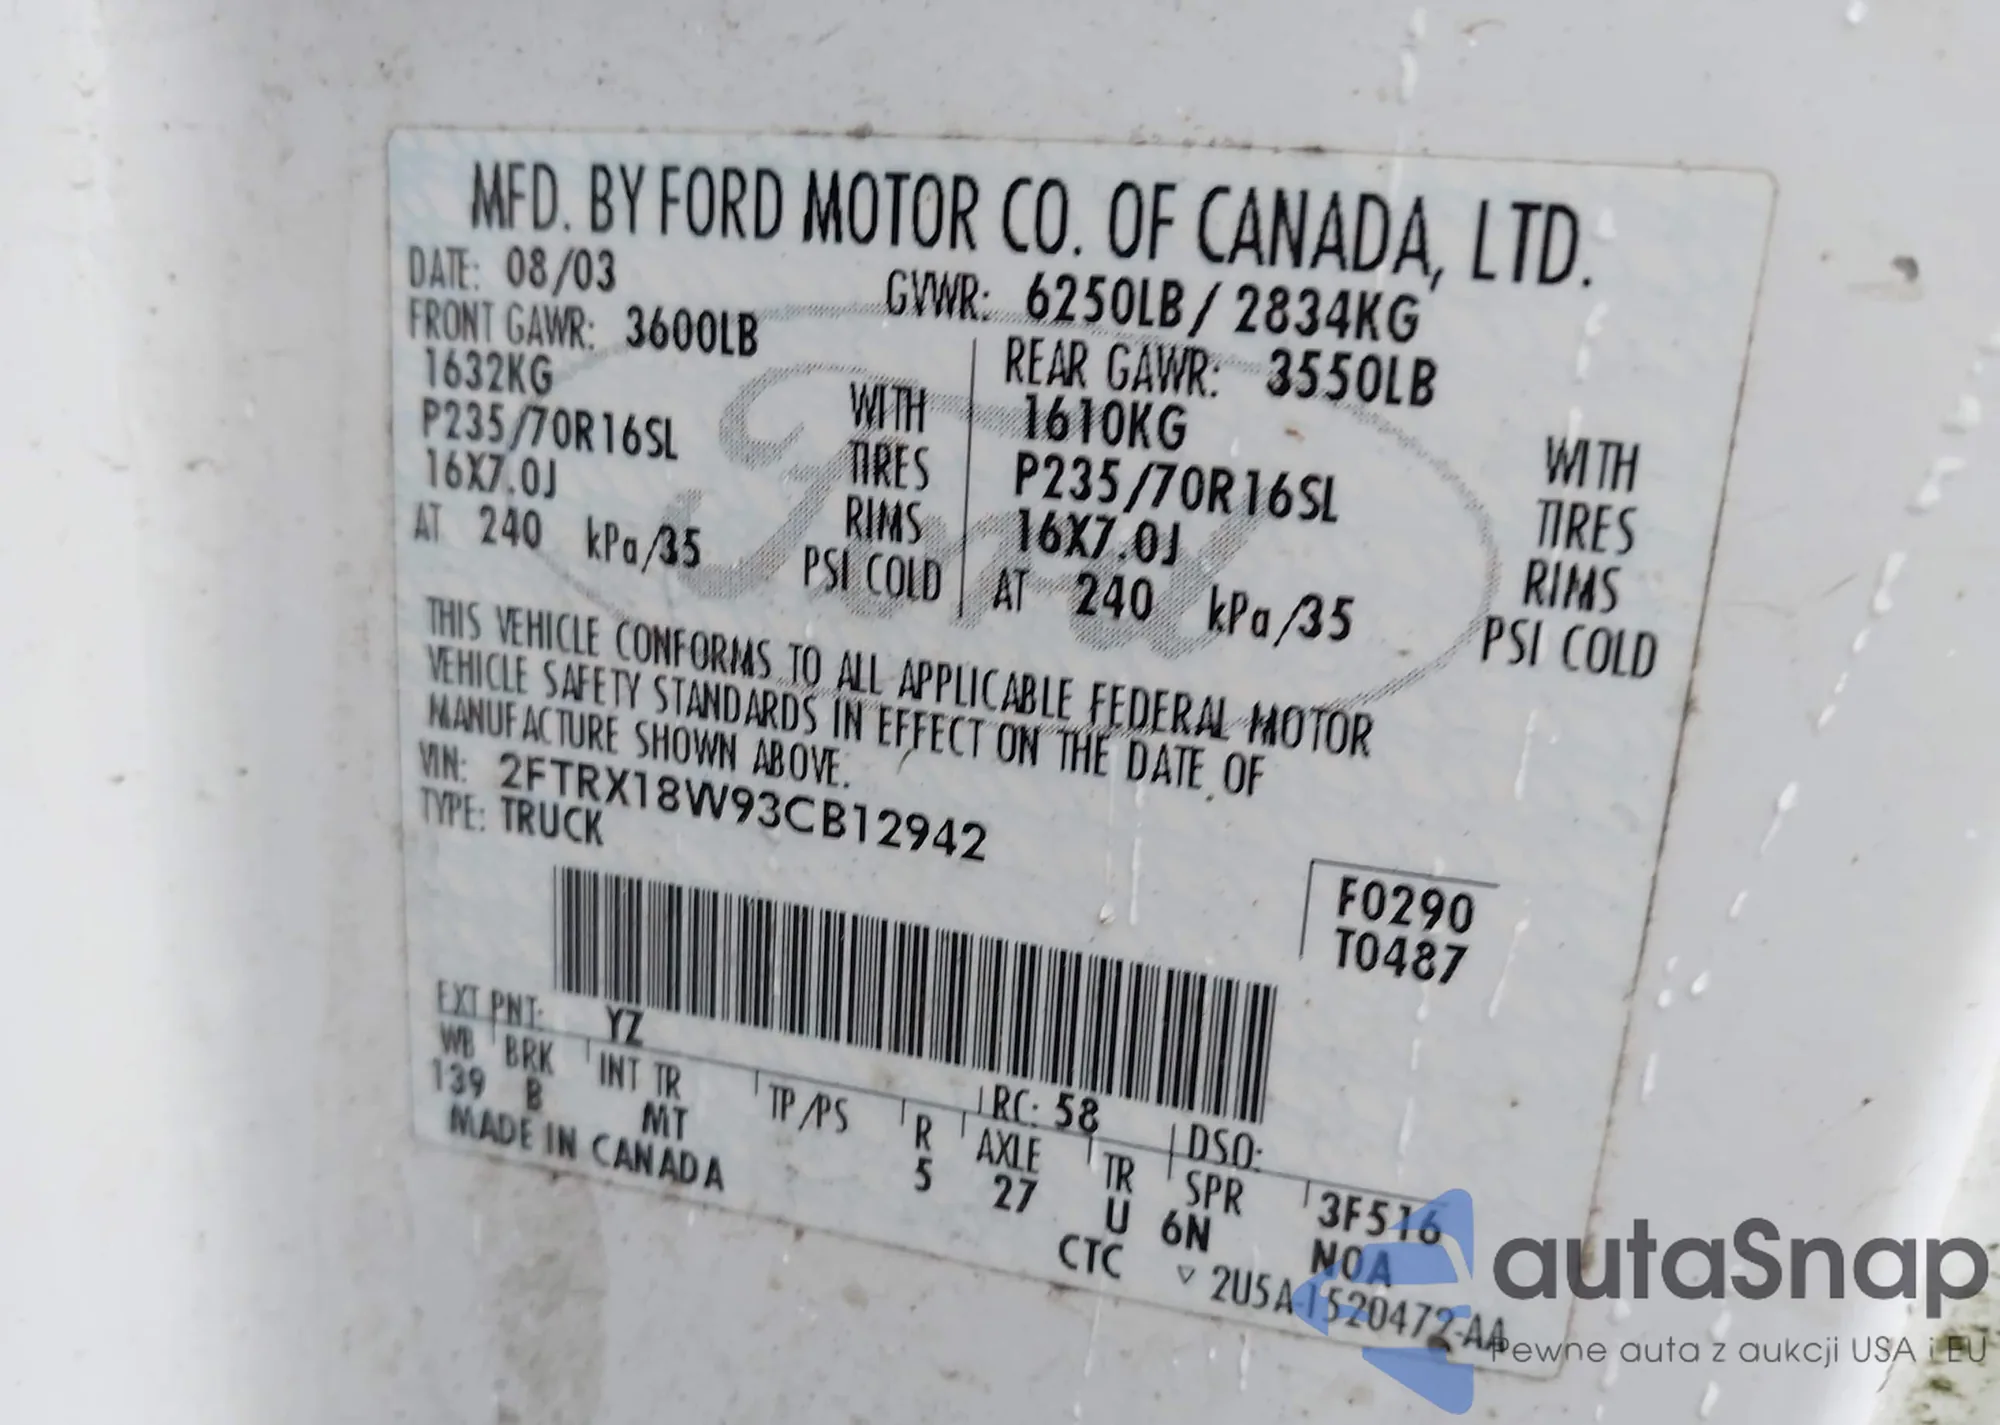 MFD. BY FORD MOTOR CO. OF CANADA, LTD.
DATE: 08/03 GVWR: 6250LB / 2834KG
FRONT GAWR: 3600LB REAR GAWR: 3550LB
1632KG WITH 1610KG WITH
P235/70R16SL TIRES P235/70R16SL TIRES
16X7.0J RIMS 16X7.0J RIMS
AT 240 kPa/35 PSI COLD AT 240 kPa/35 PSI COLD
Ford
THIS VEHICLE CONFORMS TO ALL APPLICABLE FEDERAL MOTOR
VEHICLE SAFETY STANDARDS IN EFFECT ON THE DATE OF
MANUFACTURE SHOWN ABOVE.
VIN: 2FTRX18W93CB12942
TYPE: TRUCK
F0290
T0487
EXT PNT: YZ RC: 58 DSO:
WB BRK INT TR TP/PS R AXLE TR SPR 3F516
139 B MT 5 27 U 6N N0A
MADE IN CANADA CTC ▽ 2U5A-1520472-AA
autaSnap
Pewne auta z aukcji USA i EU